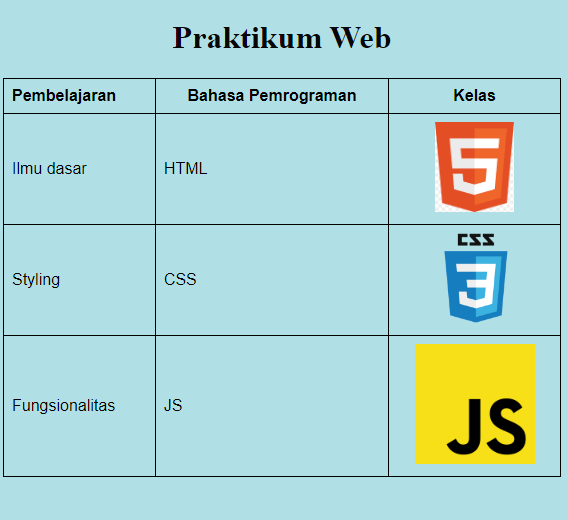 Praktikum Web
Pembelajaran Bahasa Pemrograman Kelas
Ilmu dasar HTML 5
Styling CSS CSS 3
Fungsionalitas JS JS